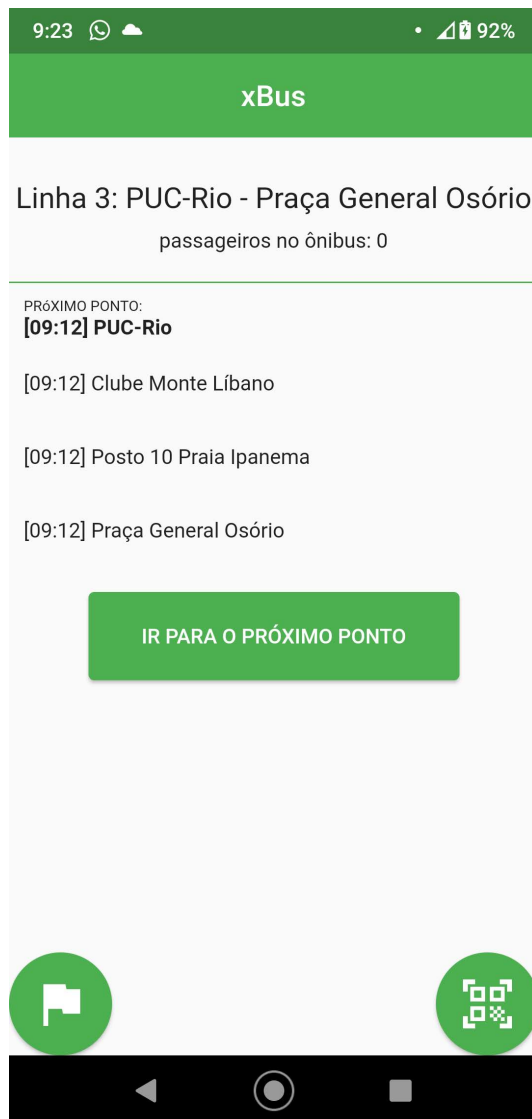 9:23 92%
xBus
Linha 3: PUC-Rio - Praça General Osório
passageiros no ônibus: 0
PRóXIMO PONTO:
[09:12] PUC-Rio
[09:12] Clube Monte Líbano
[09:12] Posto 10 Praia Ipanema
[09:12] Praça General Osório
IR PARA O PRÓXIMO PONTO